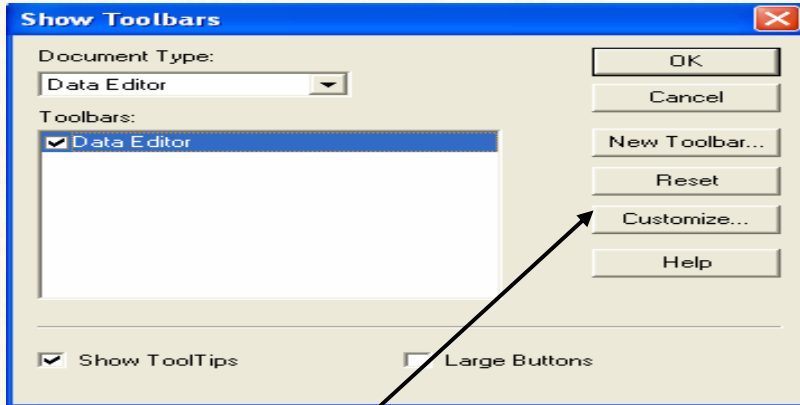 Show Toolbars
Document Type:
Data Editor
Toolbars:
Data Editor
OK
Cancel
New Toolbar...
Reset
Customize...
Help
Show ToolTips
Large Buttons